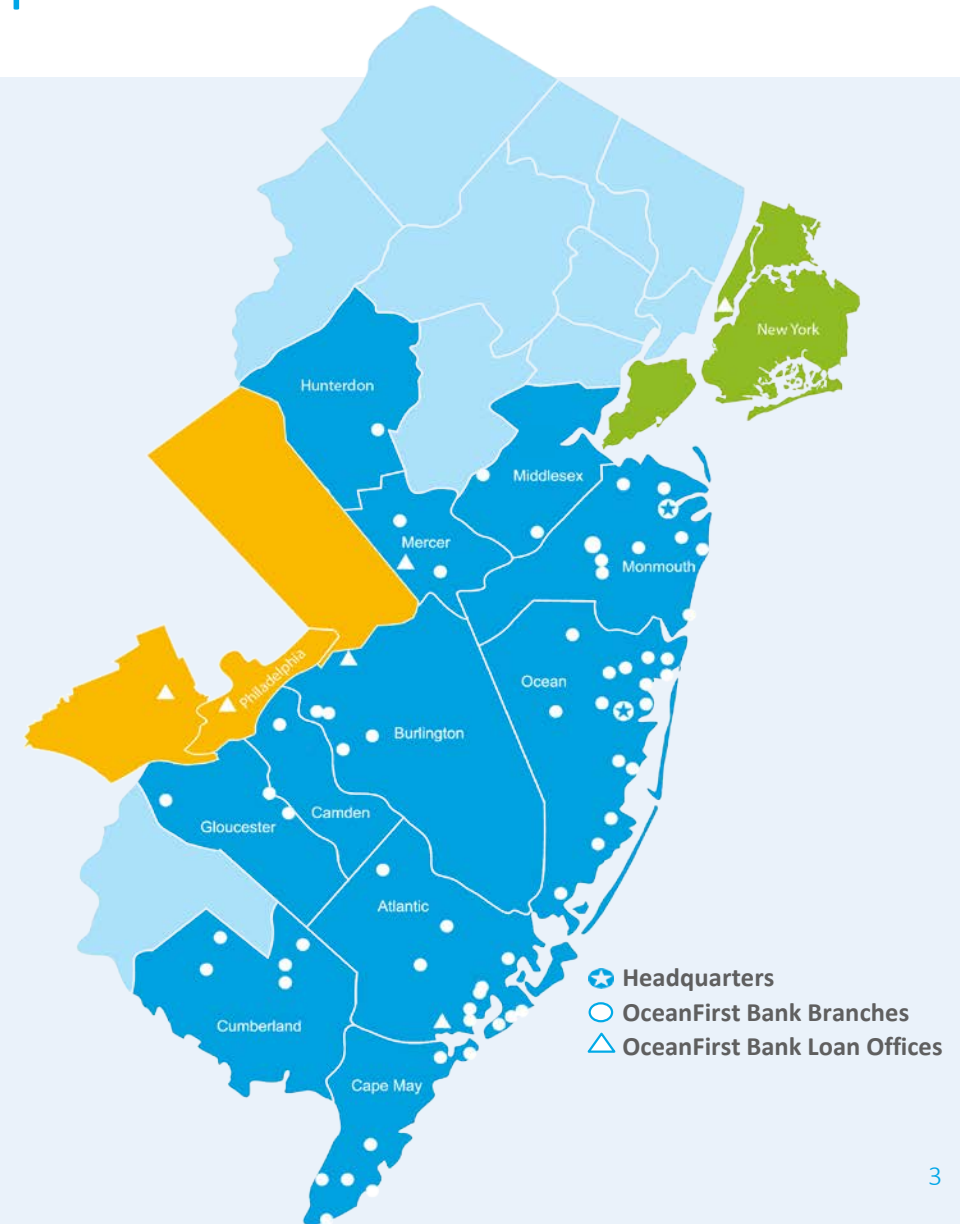 New York
Hunterdon
Middlesex
Mercer
Monmouth
Philadelphia
Ocean
Burlington
Camden
Gloucester
Atlantic
Headquarters
OceanFirst Bank Branches
Cumberland
OceanFirst Bank Loan Offices
Cape May
3